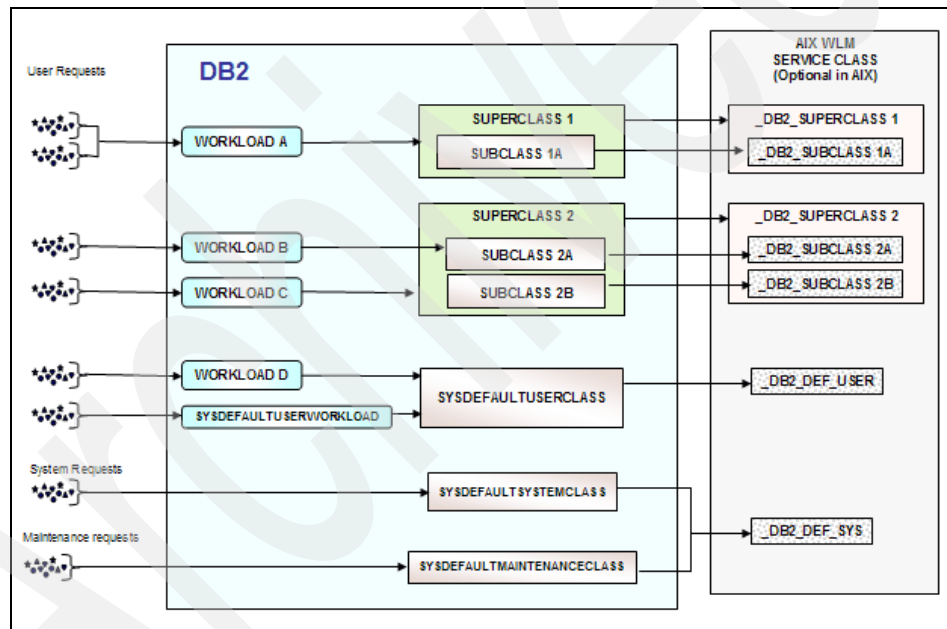 AIX WLM
SERVICE CLASS
(Optional in AIX)
User Requests
DB2
SUPERCLASS 1
_DB2_SUPERCLASS 1
WORKLOAD A
SUBCLASS 1A
_DB2_SUBCLASS 1A
SUPERCLASS 2
_DB2_SUPERCLASS 2
WORKLOAD B
SUBCLASS 2A
_DB2_SUBCLASS 2A
WORKLOAD C
SUBCLASS 2B
_DB2_SUBCLASS 2B
WORKLOAD D
SYSDEFAULTUSERCLASS
_DB2_DEF_USER
SYSDEFAULTUSERWORKLOAD
System Requests
SYSDEFAULTSYSTEMCLASS
_DB2_DEF_SYS
Maintenance requests
SYSDEFAULTMAINTENANCECLASS